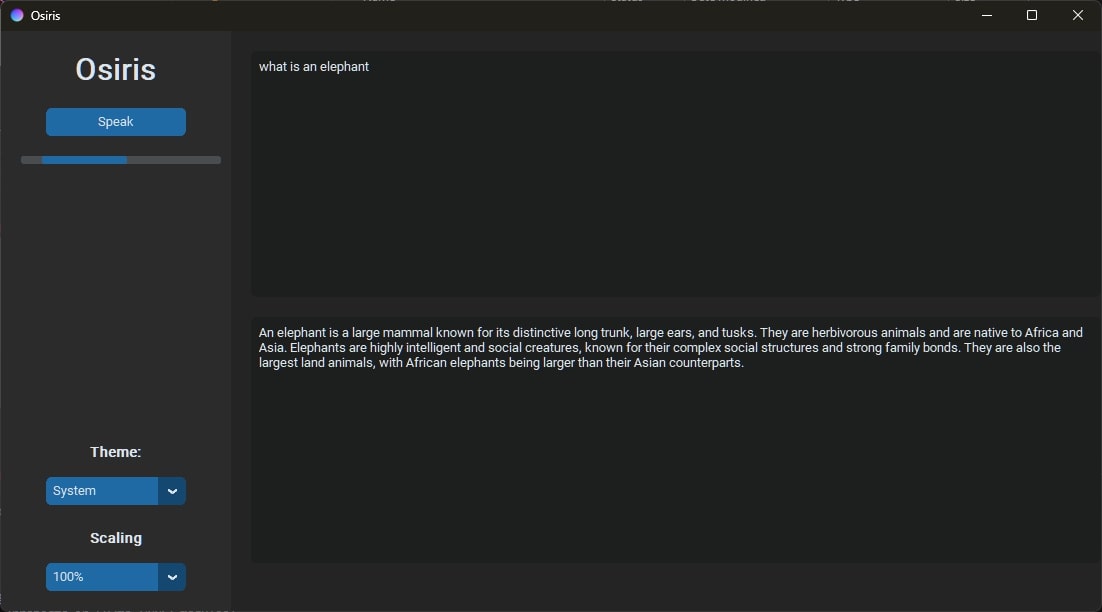 Osiris
Osiris
Speak
what is an elephant
An elephant is a large mammal known for its distinctive long trunk, large ears, and tusks. They are herbivorous animals and are native to Africa and
Asia. Elephants are highly intelligent and social creatures, known for their complex social structures and strong family bonds. They are also the
largest land animals, with African elephants being larger than their Asian counterparts.
Theme:
System
Scaling
100%